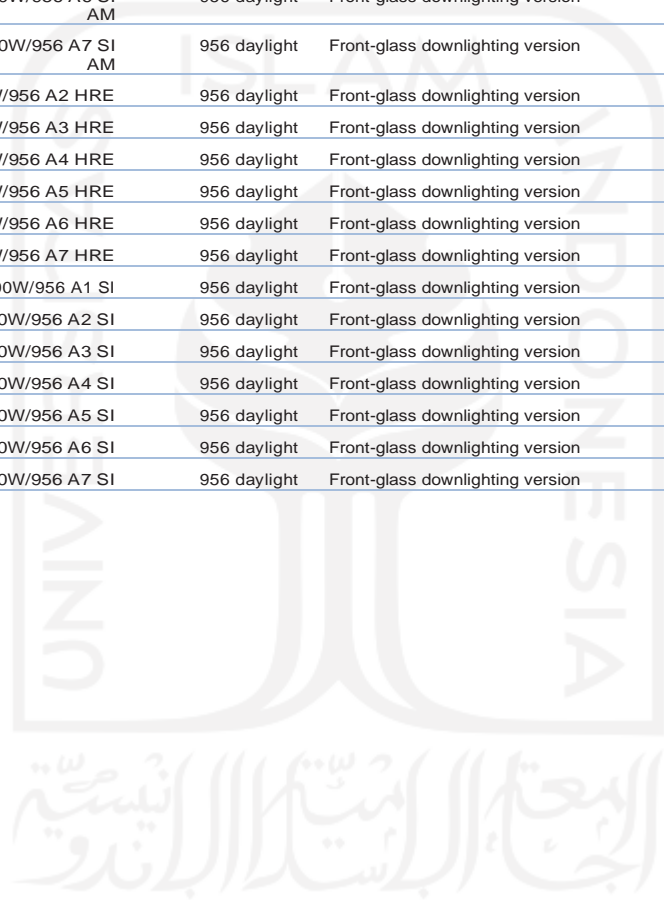 AM
0W/956 A7 SI 956 daylight Front-glass downlighting version
AM
/956 A2 HRE 956 daylight Front-glass downlighting version
/956 A3 HRE 956 daylight Front-glass downlighting version
/956 A4 HRE 956 daylight Front-glass downlighting version
/956 A5 HRE 956 daylight Front-glass downlighting version
/956 A6 HRE 956 daylight Front-glass downlighting version
/956 A7 HRE 956 daylight Front-glass downlighting version
00W/956 A1 SI 956 daylight Front-glass downlighting version
0W/956 A2 SI 956 daylight Front-glass downlighting version
0W/956 A3 SI 956 daylight Front-glass downlighting version
0W/956 A4 SI 956 daylight Front-glass downlighting version
0W/956 A5 SI 956 daylight Front-glass downlighting version
0W/956 A6 SI 956 daylight Front-glass downlighting version
0W/956 A7 SI 956 daylight Front-glass downlighting version
ISLAM
UNIVERSITAS
INDONESIA